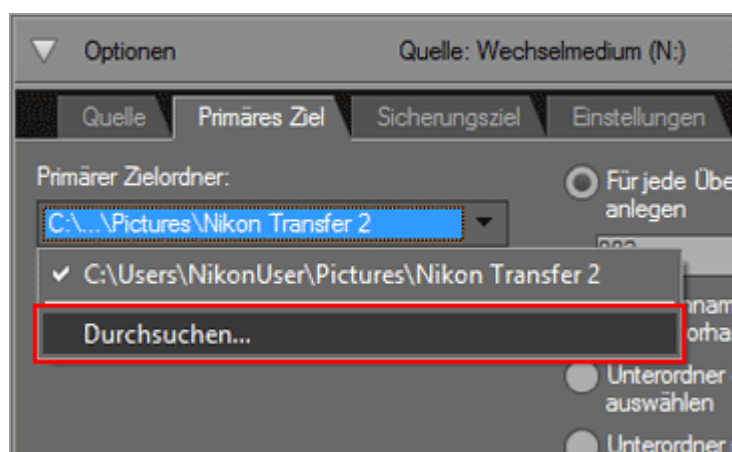 Optionen Quelle: Wechselmedium (N:)
Quelle Primäres Ziel Sicherungsziel Einstellungen
Primärer Zielordner:
Für jede
anlegen
C:\...\Pictures\Nikon Transfer 2
✔ C:\Users\NikonUser\Pictures\Nikon Transfer 2
Durchsuchen...
Unterordner
auswählen
Unterordner